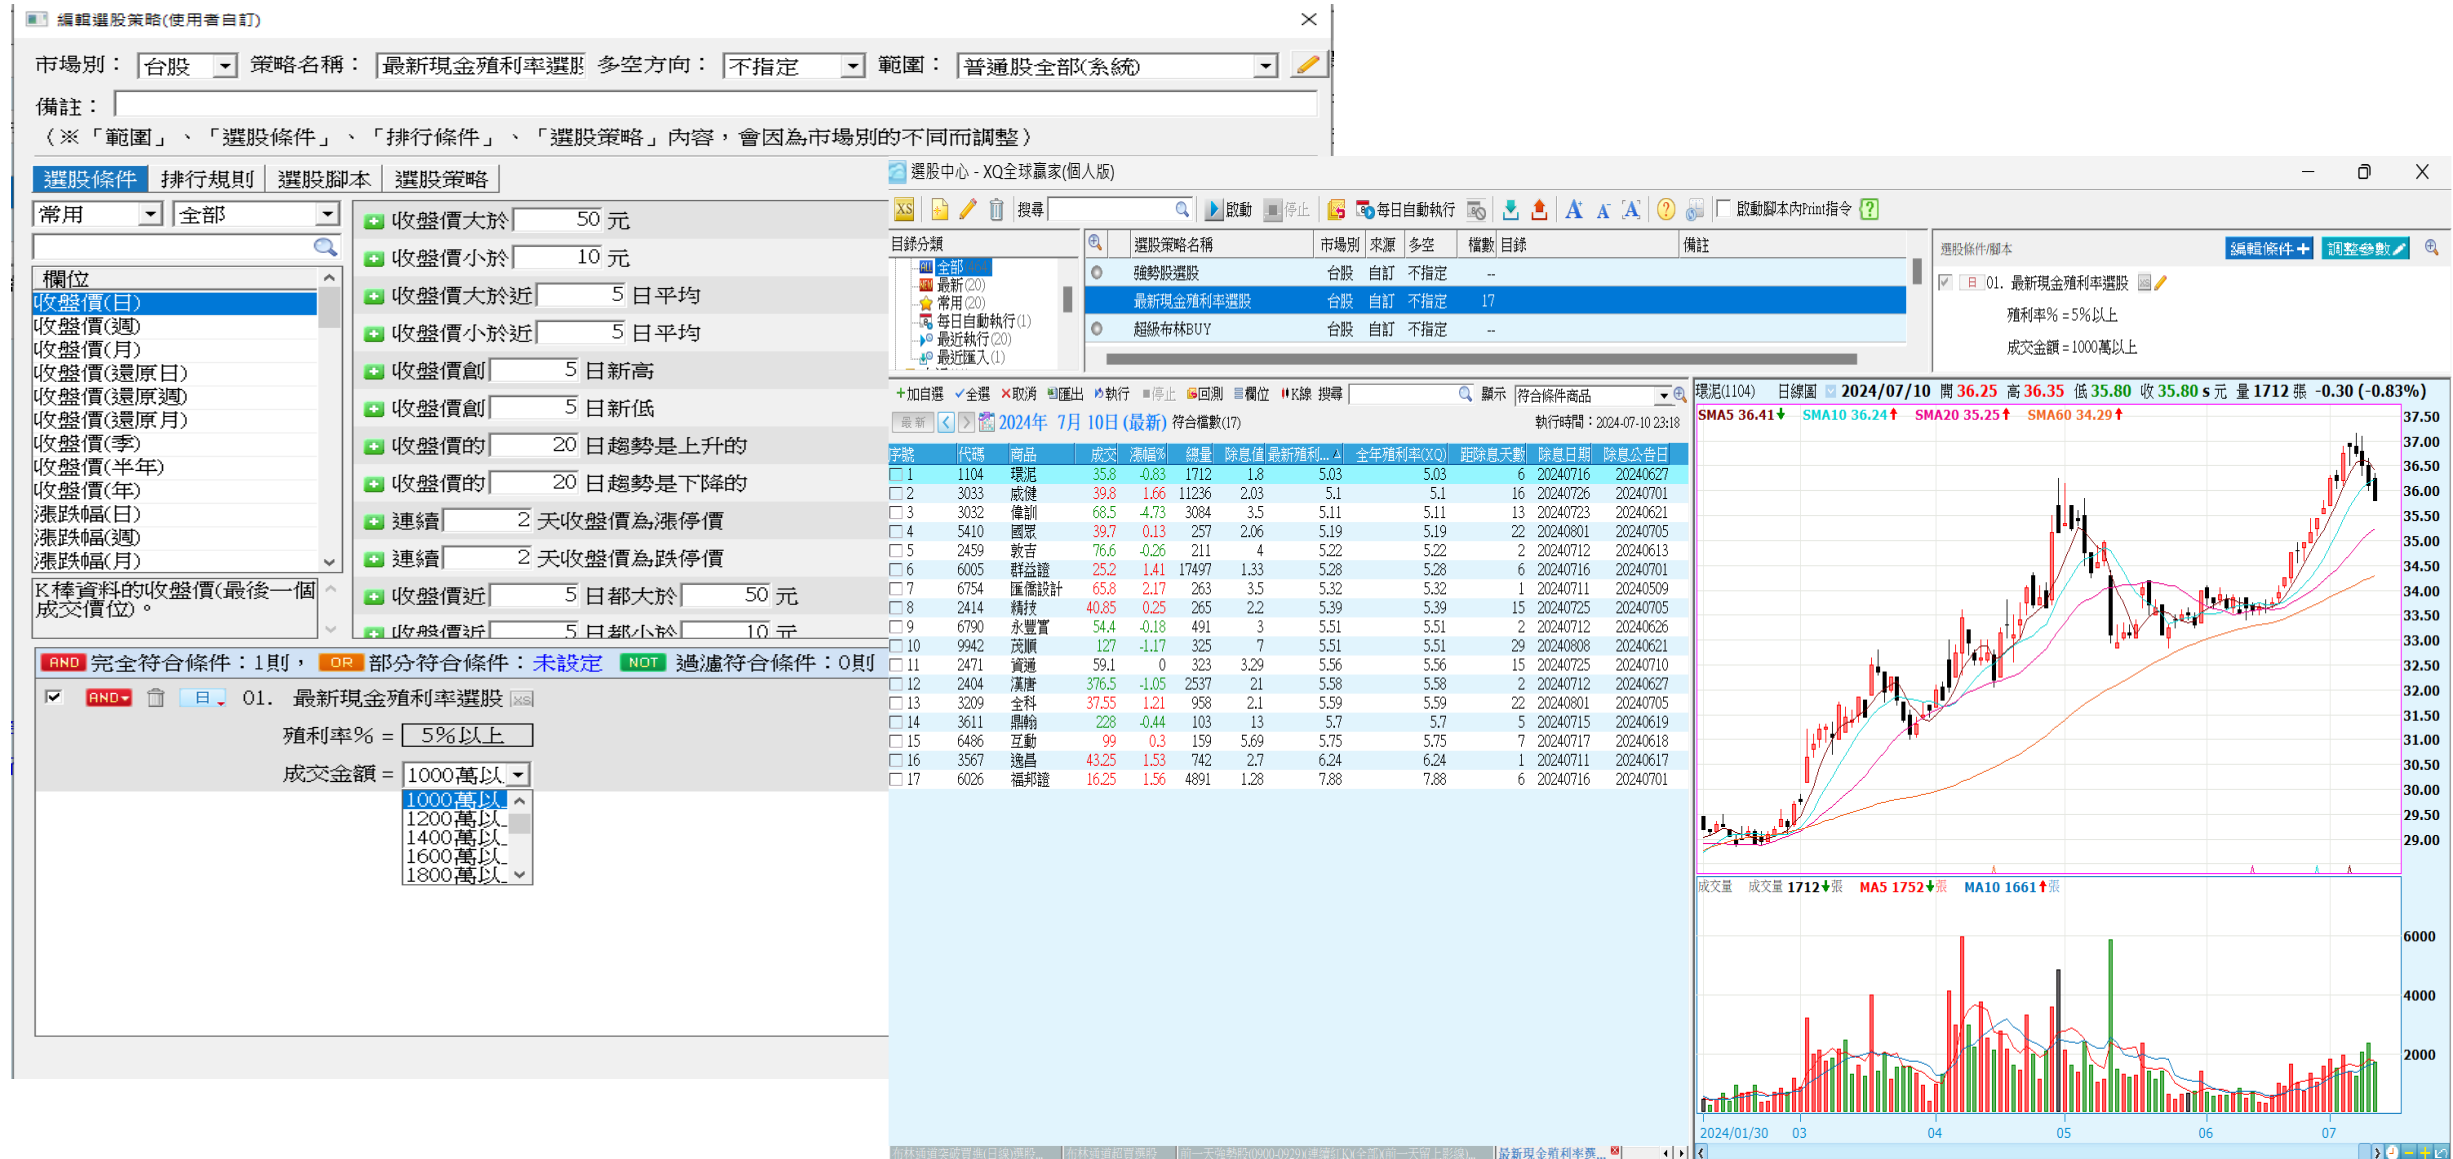 編輯選股策略(使用者自訂)
市場別： 台股 策略名稱： 最新現金殖利率選股 多空方向： 不指定 範圍： 普通股全部(系統)
備註：
（※「範圍」、「選股條件」、「排行條件」、「選股策略」內容，會因為市場別的不同而調整）
選股條件 排行規則 選股腳本 選股策略
常用 全部
欄位
收盤價(日)
收盤價(週)
收盤價(月)
收盤價(還原日)
收盤價(還原週)
收盤價(還原月)
收盤價(季)
收盤價(半年)
收盤價(年)
漲跌幅(日)
漲跌幅(週)
漲跌幅(月)
K棒資料的收盤價(最後一個
成交價位)。
收盤價大於 50 元
收盤價小於 10 元
收盤價大於近 5 日平均
收盤價小於近 5 日平均
收盤價創 5 日新高
收盤價創 5 日新低
收盤價的 20 日趨勢是上升的
收盤價的 20 日趨勢是下降的
連續 2 天收盤價為漲停價
連續 2 天收盤價為跌停價
收盤價近 5 日都大於 50 元
收盤價近 5 日都小於 10 元
AND 完全符合條件：1則， OR 部分符合條件：未設定 NOT 過濾符合條件：0則
AND 日 01. 最新現金殖利率選股 XS
殖利率% = 5%以上
成交金額 = 1000萬以
1000萬以
1200萬以
1400萬以
1600萬以
1800萬以
選股中心 - XQ全球贏家(個人版)
XS 搜尋 啟動 停止 每日自動執行 A A A 啟動腳本內Print指令
目錄分類
全部
最新(20)
常用(20)
每日自動執行(1)
最近執行(20)
最近匯入(1)
選股策略名稱 市場別 來源 多空 檔數 目錄 備註
強勢股選股 台股 自訂 不指定 --
最新現金殖利率選股 台股 自訂 不指定 17
超級布林BUY 台股 自訂 不指定 --
選股條件/腳本 編輯條件 調整參數
日 01. 最新現金殖利率選股
殖利率% =5%以上
成交金額 =1000萬以上
加自選 全選 取消 匯出 執行 停止 回測 欄位 K線 搜尋 顯示 符合條件商品
最新 2024年 7月 10日 (最新) 符合檔數(17) 執行時間：2024-07-10 23:18
序號 代碼 商品 成交 漲幅% 總量 除息值 最新殖利... 全年殖利率(XQ) 距除息天數 除息日期 除息公告日
1 1104 環泥 35.8 -0.83 1712 1.8 5.03 5.03 6 20240716 20240627
2 3033 威健 39.8 1.66 11236 2.03 5.1 5.1 16 20240726 20240701
3 3032 偉訓 68.5 -4.73 3084 3.5 5.11 5.11 13 20240723 20240621
4 5410 國眾 39.7 0.13 257 2.06 5.19 5.19 22 20240801 20240705
5 2459 敦吉 76.6 -0.26 211 4 5.22 5.22 2 20240712 20240613
6 6005 群益證 25.2 1.41 17497 1.33 5.28 5.28 6 20240716 20240701
7 6754 匯僑設計 65.8 2.17 263 3.5 5.32 5.32 1 20240711 20240509
8 2414 精技 40.85 0.25 265 2.2 5.39 5.39 15 20240725 20240705
9 6790 永豐實 54.4 -0.18 491 3 5.51 5.51 2 20240712 20240626
10 9942 茂順 127 -1.17 325 7 5.51 5.51 29 20240808 20240621
11 2471 資通 59.1 0 323 3.29 5.56 5.56 15 20240725 20240710
12 2404 漢唐 376.5 -1.05 2537 21 5.58 5.58 2 20240712 20240627
13 3209 全科 37.55 1.21 958 2.1 5.59 5.59 22 20240801 20240705
14 3611 鼎翰 228 -0.44 103 13 5.7 5.7 5 20240715 20240619
15 6486 互動 99 0.3 159 5.69 5.75 5.75 7 20240717 20240618
16 3567 逸昌 43.25 1.53 742 2.7 6.24 6.24 1 20240711 20240617
17 6026 福邦證 16.25 1.56 4891 1.28 7.88 7.88 6 20240716 20240701
最新現金殖利率選...
環泥(1104) 日線圖 2024/07/10 開 36.25 高 36.35 低 35.80 收 35.80 s 元 量 1712 張 -0.30 (-0.83%)
SMA5 36.41 SMA10 36.24 SMA20 35.25 SMA60 34.29
37.50
37.00
36.50
36.00
35.50
35.00
34.50
34.00
33.50
33.00
32.50
32.00
31.50
31.00
30.50
30.00
29.50
29.00
成交量 成交量 1712 張 MA5 1752 張 MA10 1661 張
6000
4000
2000
2024/01/30 03 04 05 06 07